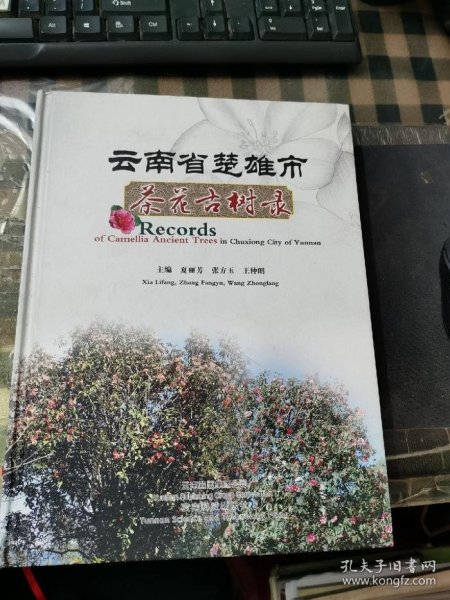 云南省楚雄市
茶花古树录
Records
of Camellia Ancient Trees in Chuxiong City of Yunnan
主编 夏丽芳 张方玉 王仲朗
Xia Lifang, Zhang Fangyu, Wang Zhonglang
孔夫子旧书网
www.kongfz.com